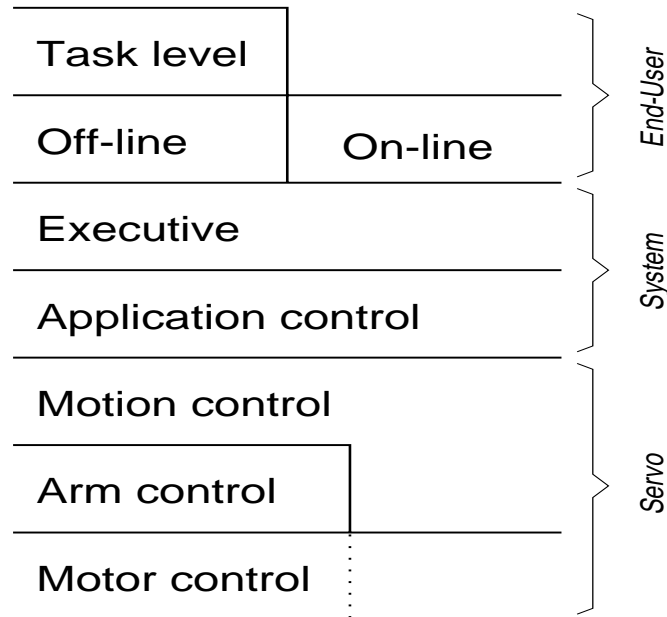 Task level
Off-line
On-line
Executive
Application control
Motion control
Arm control
Motor control
End-User
System
Servo